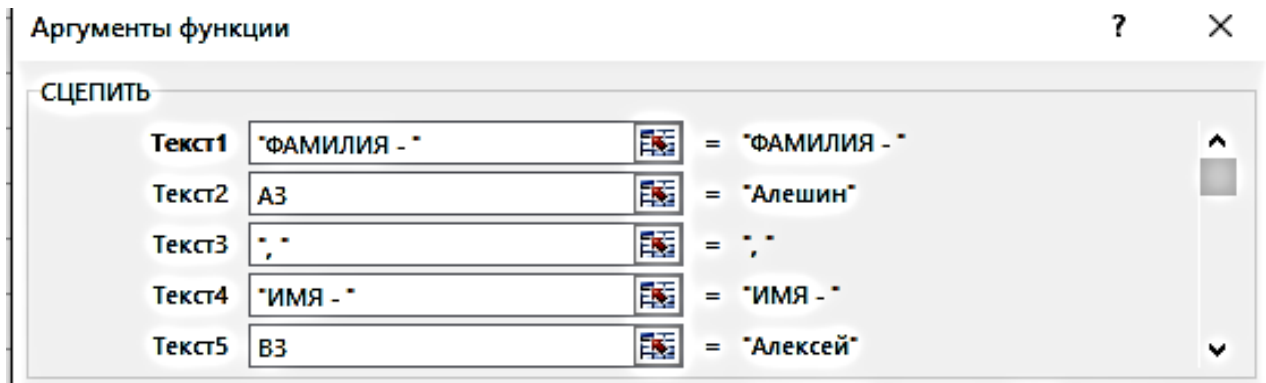 Аргументы функции ? ×
СЦЕПИТЬ
Текст1 "ФАМИЛИЯ - " = "ФАМИЛИЯ - "
Текст2 A3 = "Алешин"
Текст3 ", " = ", "
Текст4 "ИМЯ - " = "ИМЯ - "
Текст5 B3 = "Алексей"